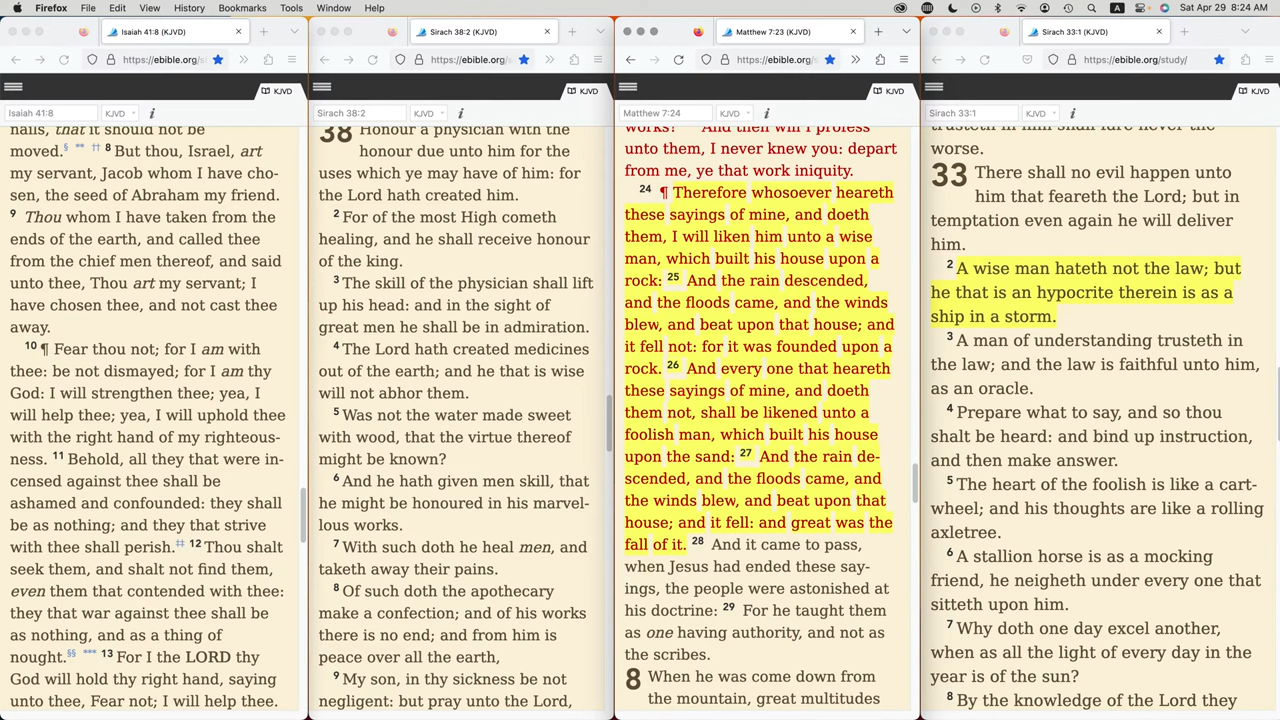 Firefox File Edit View History Bookmarks Tools Window Help A Sat Apr 29 8:24 AM
Isaiah 41:8 (KJVD)
https://ebible.org/s
KJVD
Isaiah 41:8 KJVD i
nails, that it should not be
moved.§ ** †† 8 But thou, Israel, art
my servant, Jacob whom I have cho-
sen, the seed of Abraham my friend.
9 Thou whom I have taken from the
ends of the earth, and called thee
from the chief men thereof, and said
unto thee, Thou art my servant; I
have chosen thee, and not cast thee
away.
10 ¶ Fear thou not; for I am with
thee: be not dismayed; for I am thy
God: I will strengthen thee; yea, I
will help thee; yea, I will uphold thee
with the right hand of my righteous-
ness. 11 Behold, all they that were in-
censed against thee shall be
ashamed and confounded: they shall
be as nothing; and they that strive
with thee shall perish.‡‡ 12 Thou shalt
seek them, and shalt not find them,
even them that contended with thee:
they that war against thee shall be
as nothing, and as a thing of
nought.§§ *** 13 For I the LORD thy
God will hold thy right hand, saying
unto thee, Fear not; I will help thee.
Sirach 38:2 (KJVD)
https://ebible.org/s
KJVD
Sirach 38:2 KJVD i
38 Honour a physician with the
honour due unto him for the
uses which ye may have of him: for
the Lord hath created him.
2 For of the most High cometh
healing, and he shall receive honour
of the king.
3 The skill of the physician shall lift
up his head: and in the sight of
great men he shall be in admiration.
4 The Lord hath created medicines
out of the earth; and he that is wise
will not abhor them.
5 Was not the water made sweet
with wood, that the virtue thereof
might be known?
6 And he hath given men skill, that
he might be honoured in his marvel-
lous works.
7 With such doth he heal men, and
taketh away their pains.
8 Of such doth the apothecary
make a confection; and of his works
there is no end; and from him is
peace over all the earth,
9 My son, in thy sickness be not
negligent: but pray unto the Lord,
Matthew 7:23 (KJVD)
https://ebible.org/s
KJVD
Matthew 7:24 KJVD i
works? And then will I profess
unto them, I never knew you: depart
from me, ye that work iniquity.
24 ¶ Therefore whosoever heareth
these sayings of mine, and doeth
them, I will liken him unto a wise
man, which built his house upon a
rock: 25 And the rain descended,
and the floods came, and the winds
blew, and beat upon that house; and
it fell not: for it was founded upon a
rock. 26 And every one that heareth
these sayings of mine, and doeth
them not, shall be likened unto a
foolish man, which built his house
upon the sand: 27 And the rain de-
scended, and the floods came, and
the winds blew, and beat upon that
house; and it fell: and great was the
fall of it. 28 And it came to pass,
when Jesus had ended these say-
ings, the people were astonished at
his doctrine: 29 For he taught them
as one having authority, and not as
the scribes.
8 When he was come down from
the mountain, great multitudes
Sirach 33:1 (KJVD)
https://ebible.org/study/
KJVD
Sirach 33:1 KJVD i
trusteth in him shall fare never the
worse.
33 There shall no evil happen unto
him that feareth the Lord; but in
temptation even again he will deliver
him.
2 A wise man hateth not the law; but
he that is an hypocrite therein is as a
ship in a storm.
3 A man of understanding trusteth in
the law; and the law is faithful unto him,
as an oracle.
4 Prepare what to say, and so thou
shalt be heard: and bind up instruction,
and then make answer.
5 The heart of the foolish is like a cart-
wheel; and his thoughts are like a rolling
axletree.
6 A stallion horse is as a mocking
friend, he neigheth under every one that
sitteth upon him.
7 Why doth one day excel another,
when as all the light of every day in the
year is of the sun?
8 By the knowledge of the Lord they